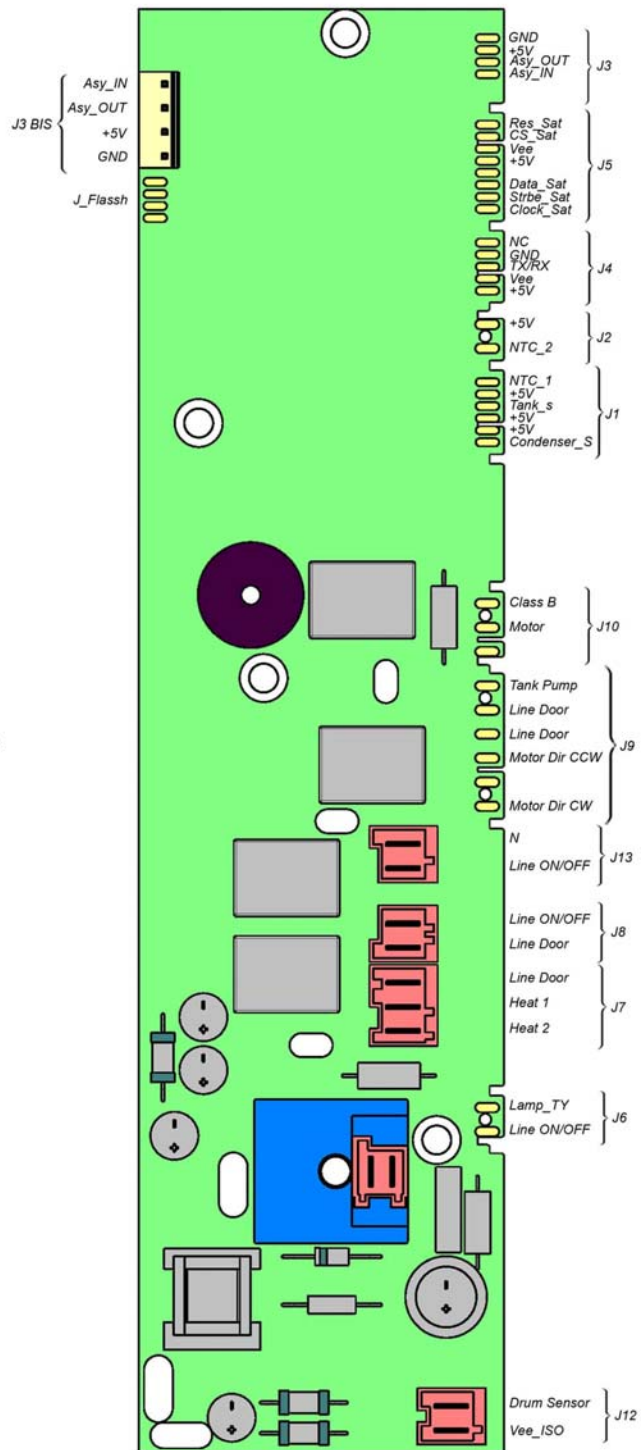 J3 BIS
Asy_IN
Asy_OUT
+5V
GND
J_Flassh
GND
+5V
Asy_OUT
Asy_IN
J3
Res_Sat
CS_Sat
Vee
+5V
Data_Sat
Strbe_Sat
Clock_Sat
J5
NC
GND
TX/RX
Vee
+5V
J4
+5V
NTC_2
J2
NTC_1
+5V
Tank_s
+5V
+5V
Condenser_S
J1
Class B
Motor
J10
Tank Pump
Line Door
Line Door
Motor Dir CCW
Motor Dir CW
J9
N
Line ON/OFF
J13
Line ON/OFF
Line Door
J8
Line Door
Heat 1
Heat 2
J7
Lamp_TY
Line ON/OFF
J6
Drum Sensor
Vee_ISO
J12